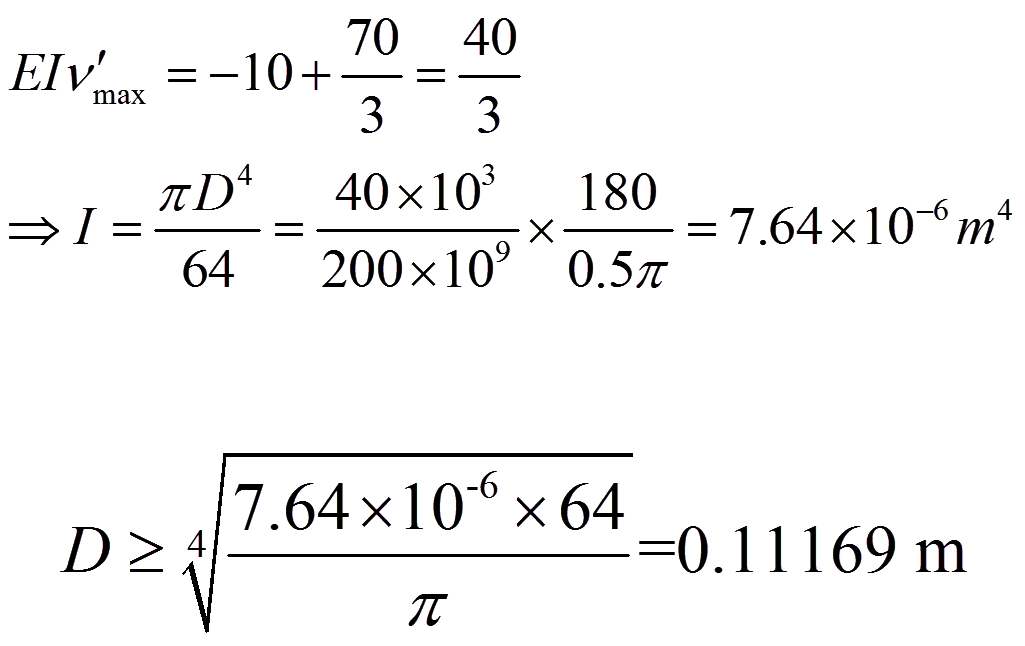 EIν′max = −10 + 70/3 = 40/3
⇒ I = πD⁴/64 = 40×10³/200×10⁹ × 180/0.5π = 7.64×10⁻⁶ m⁴
D ≥ ⁴√(7.64×10⁻⁶×64/π) =0.11169 m